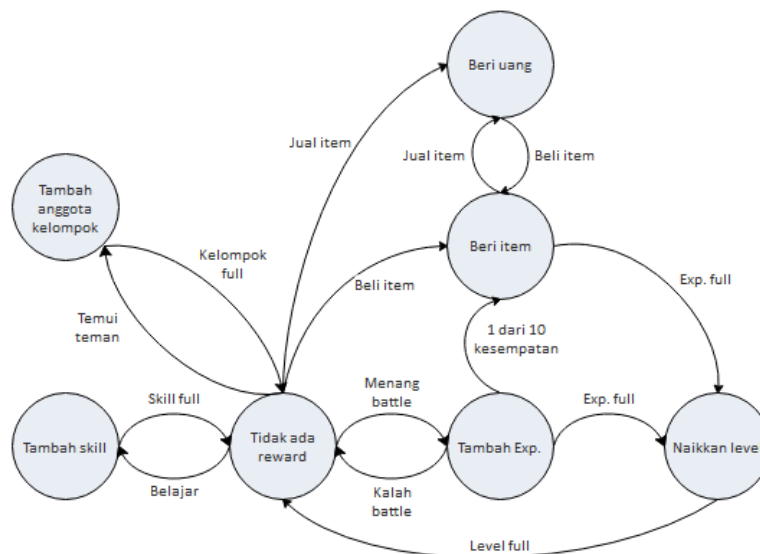 Beri uang
Jual item
Jual item
Beli item
Tambah
anggota
kelompok
Kelompok
full
Beri item
Beli item
Exp. full
Temui
teman
1 dari 10
kesempatan
Skill full
Menang
battle
Exp. full
Tambah skill
Tidak ada
reward
Tambah Exp.
Naikkan level
Belajar
Kalah
battle
Level full